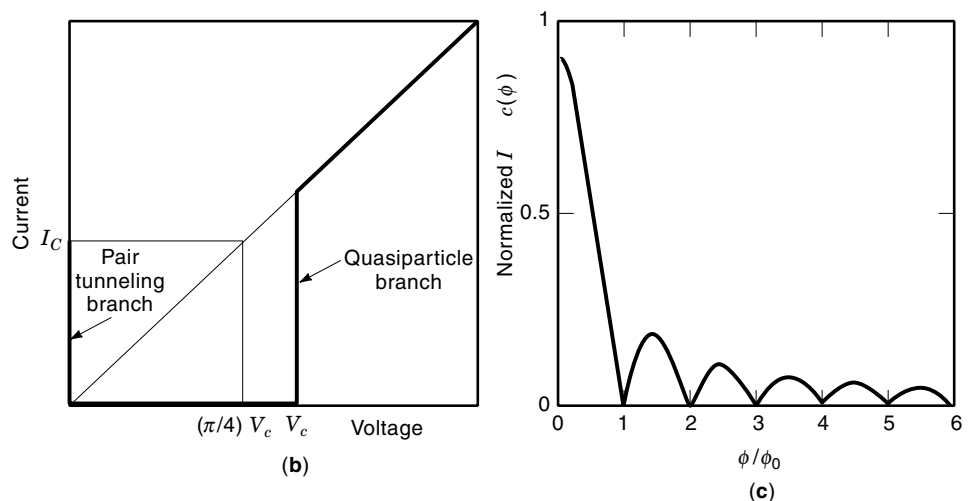 Current
I_C
Pair
tunneling
branch
Quasiparticle
branch
(π/4) V_c V_c Voltage
(b)
Normalized I c(ϕ)
1
0.5
0
0 1 2 3 4 5 6
ϕ/ϕ_0
(c)